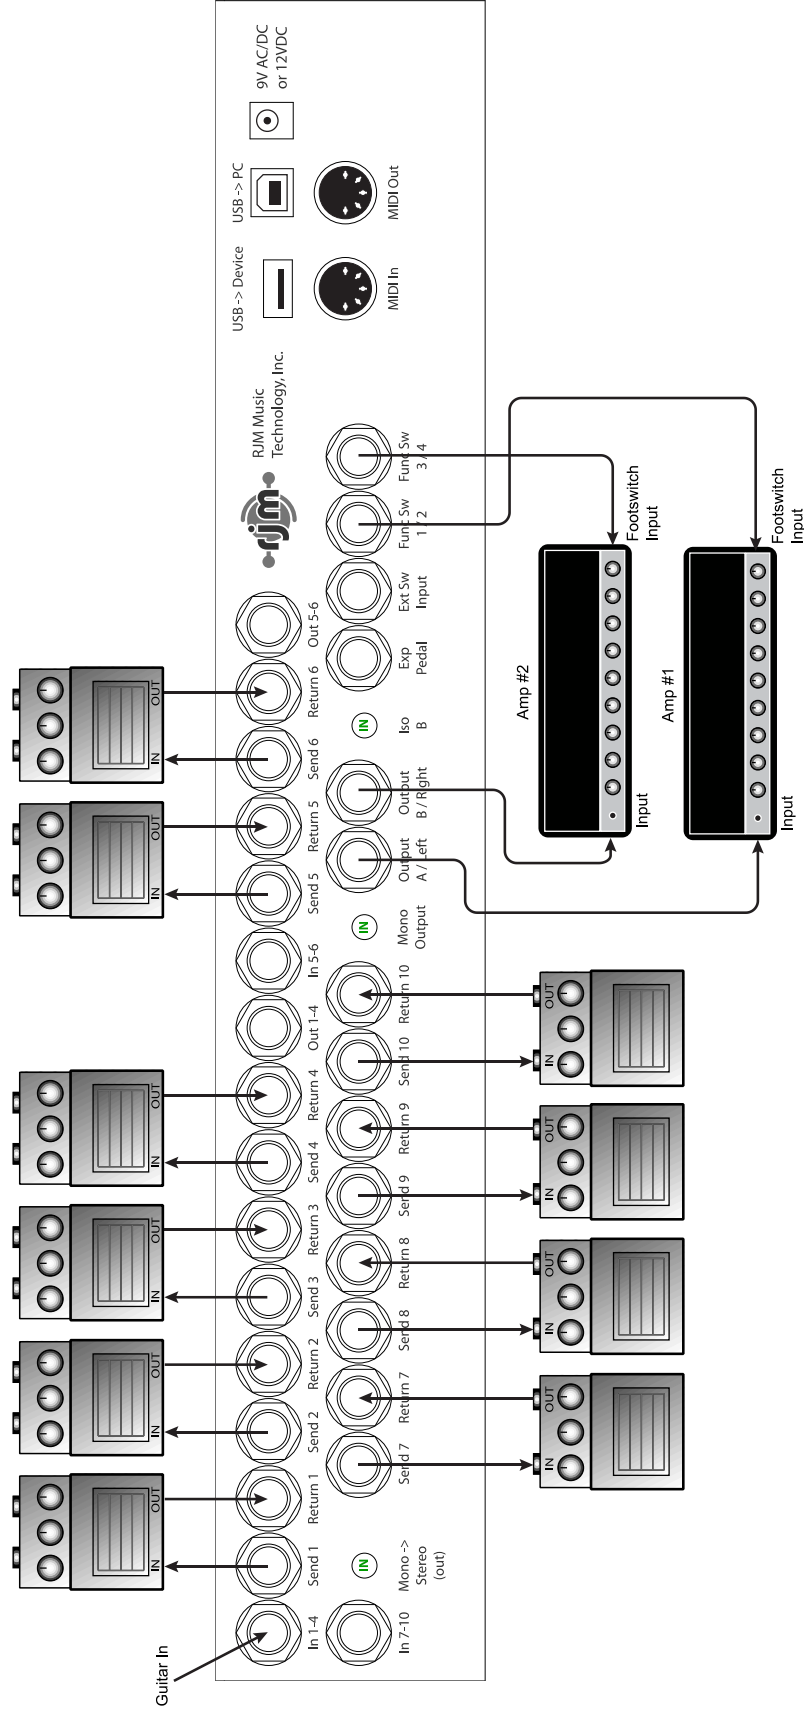 IN
OUT
IN
OUT
IN
OUT
IN
OUT
IN
OUT
IN
OUT
Guitar In
In 1-4
Send 1
Return 1
Send 2
Return 2
Send 3
Return 3
Send 4
Return 4
Out 1-4
In 5-6
Send 5
Return 5
Send 6
Return 6
Out 5-6
rjm
RJM Music
Technology, Inc.
USB -> Device
USB -> PC
9V AC/DC
or 12VDC
In 7-10
IN
Mono ->
Stereo
(out)
Send 7
Return 7
Send 8
Return 8
Send 9
Return 9
Send 10
Return 10
IN
Mono
Output
Output
A / Left
Output
B / Right
IN
Iso
B
Exp
Pedal
Ext Sw
Input
Func Sw
1 / 2
Func Sw
3 / 4
MIDI In
MIDI Out
IN
OUT
IN
OUT
IN
OUT
IN
OUT
Amp #2
Input
Footswitch
Input
Amp #1
Input
Footswitch
Input